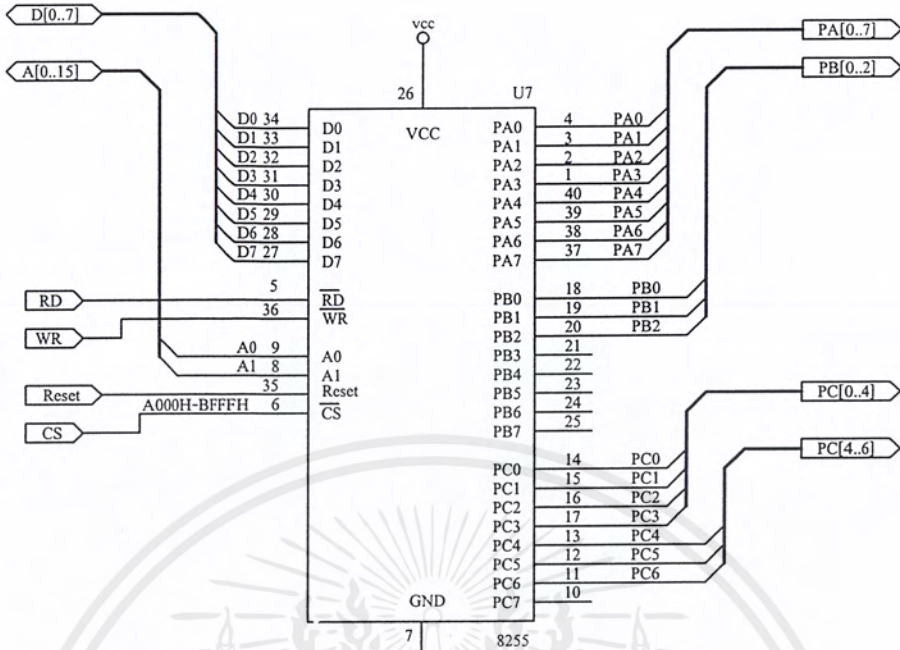 D[0..7]
A[0..15]
vcc
PA[0..7]
PB[0..2]
26
U7
VCC
D0 34 D0
D1 33 D1
D2 32 D2
D3 31 D3
D4 30 D4
D5 29 D5
D6 28 D6
D7 27 D7
PA0 4 PA0
PA1 3 PA1
PA2 2 PA2
PA3 1 PA3
PA4 40 PA4
PA5 39 PA5
PA6 38 PA6
PA7 37 PA7
RD 5 RD
WR 36 WR
A0 9 A0
A1 8 A1
Reset 35 Reset
CS A000H-BFFFH 6 CS
PB0 18 PB0
PB1 19 PB1
PB2 20 PB2
PB3 21
PB4 22
PB5 23
PB6 24
PB7 25
PC[0..4]
PC[4..6]
PC0 14 PC0
PC1 15 PC1
PC2 16 PC2
PC3 17 PC3
PC4 13 PC4
PC5 12 PC5
PC6 11 PC6
PC7 10
GND
7
8255